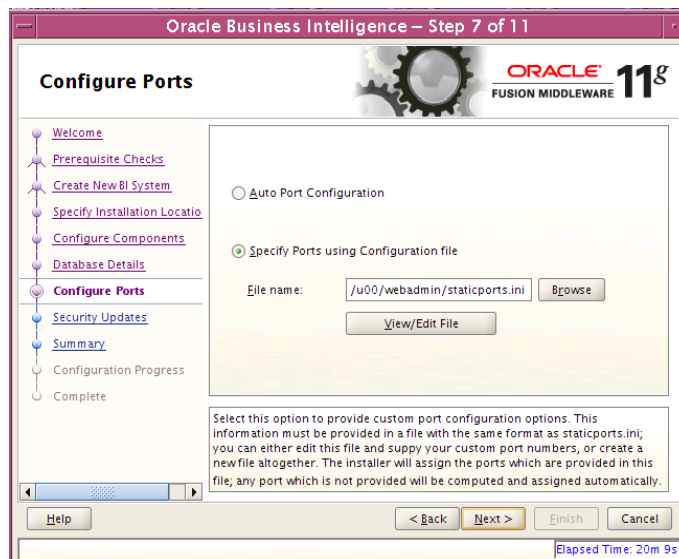 Oracle Business Intelligence – Step 7 of 11
Configure Ports
ORACLE
FUSION MIDDLEWARE 11g
Welcome
Prerequisite Checks
Create New BI System
Specify Installation Locatio
Configure Components
Database Details
Configure Ports
Security Updates
Summary
Configuration Progress
Complete
Auto Port Configuration
Specify Ports using Configuration file
File name: /u00/webadmin/staticports.ini Browse
View/Edit File
Select this option to provide custom port configuration options. This
information must be provided in a file with the same format as staticports.ini;
you can either edit this file and suppy your custom port numbers, or create a
new file altogether. The installer will assign the ports which are provided in this
file; any port which is not provided will be computed and assigned automatically.
Help < Back Next > Finish Cancel
Elapsed Time: 20m 9s